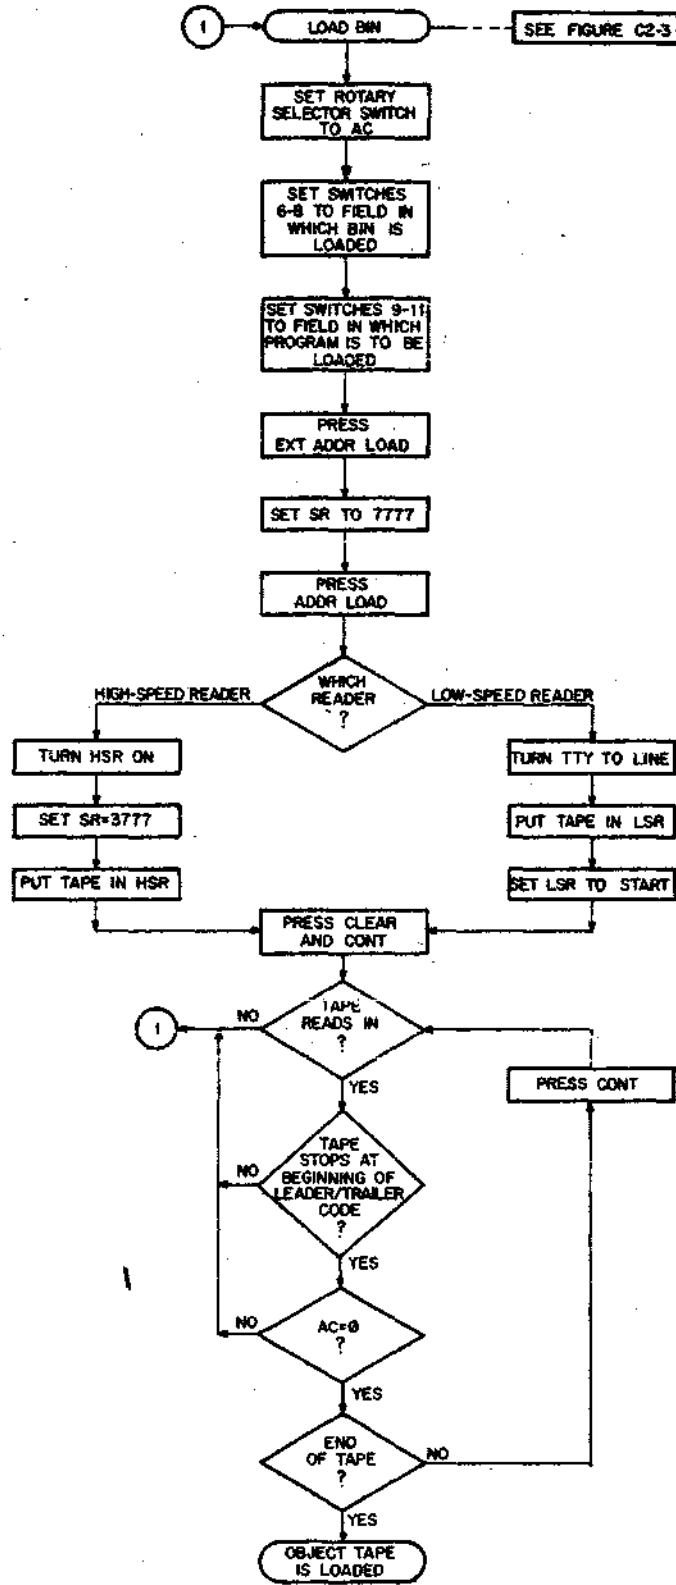 1
LOAD BIN
SEE FIGURE C2-3
SET ROTARY
SELECTOR SWITCH
TO AC
SET SWITCHES
6-8 TO FIELD IN
WHICH BIN IS
LOADED
SET SWITCHES 9-11
TO FIELD IN WHICH
PROGRAM IS TO BE
LOADED
PRESS
EXT ADDR LOAD
SET SR TO 7777
PRESS
ADDR LOAD
WHICH
READER
?
HIGH-SPEED READER
LOW-SPEED READER
TURN HSR ON
TURN TTY TO LINE
SET SR=3777
PUT TAPE IN LSR
PUT TAPE IN HSR
SET LSR TO START
PRESS CLEAR
AND CONT
1
NO
TAPE
READS IN
?
YES
PRESS CONT
NO
TAPE
STOPS AT
BEGINNING OF
LEADER/TRAILER
CODE
?
YES
NO
AC=0
?
YES
END
OF TAPE
?
NO
YES
OBJECT TAPE
IS LOADED